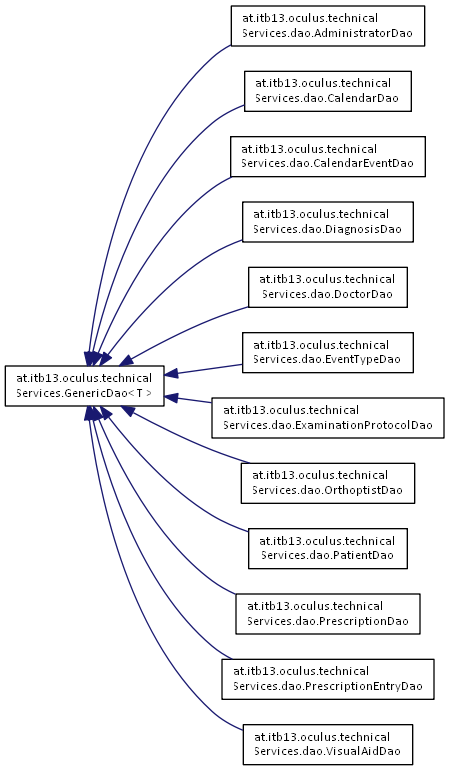 at.itb13.oculus.technical
Services.dao.AdministratorDao
at.itb13.oculus.technical
Services.dao.CalendarDao
at.itb13.oculus.technical
Services.dao.CalendarEventDao
at.itb13.oculus.technical
Services.dao.DiagnosisDao
at.itb13.oculus.technical
Services.dao.DoctorDao
at.itb13.oculus.technical
Services.dao.EventTypeDao
at.itb13.oculus.technical
Services.GenericDao< T >
at.itb13.oculus.technical
Services.dao.ExaminationProtocolDao
at.itb13.oculus.technical
Services.dao.OrthoptistDao
at.itb13.oculus.technical
Services.dao.PatientDao
at.itb13.oculus.technical
Services.dao.PrescriptionDao
at.itb13.oculus.technical
Services.dao.PrescriptionEntryDao
at.itb13.oculus.technical
Services.dao.VisualAidDao